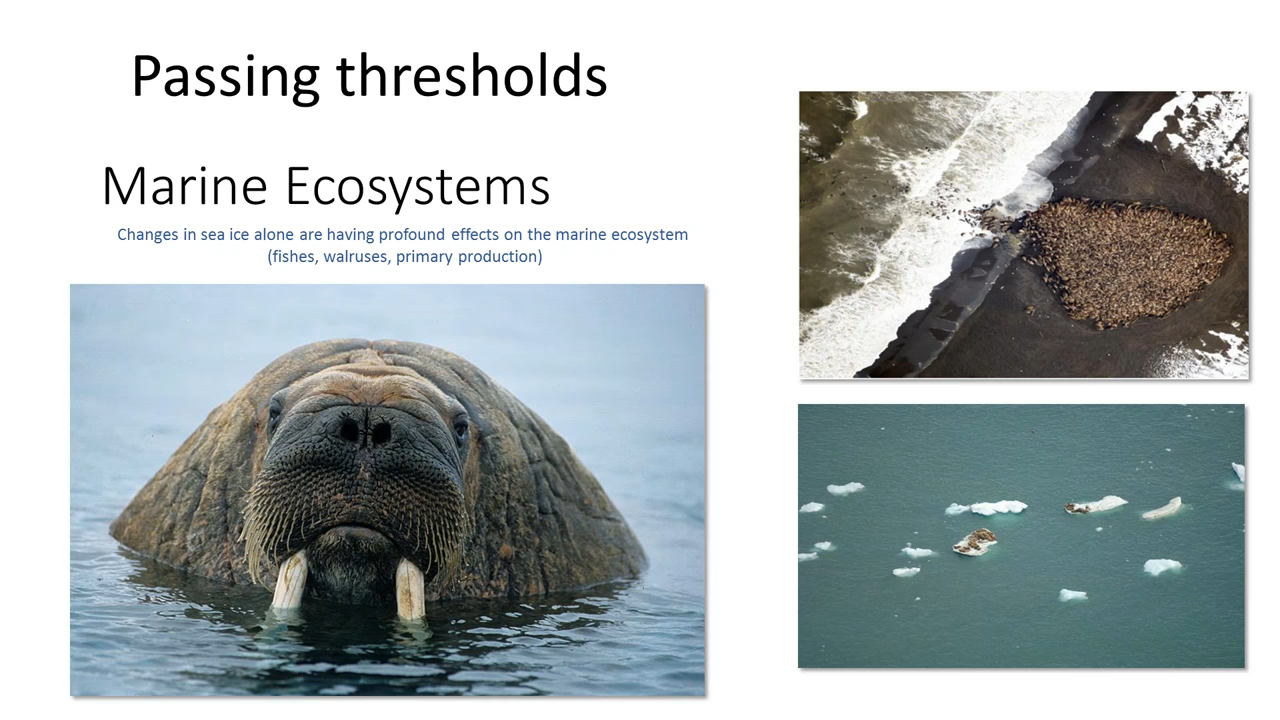 Passing thresholds
Marine Ecosystems
Changes in sea ice alone are having profound effects on the marine ecosystem
(fishes, walruses, primary production)